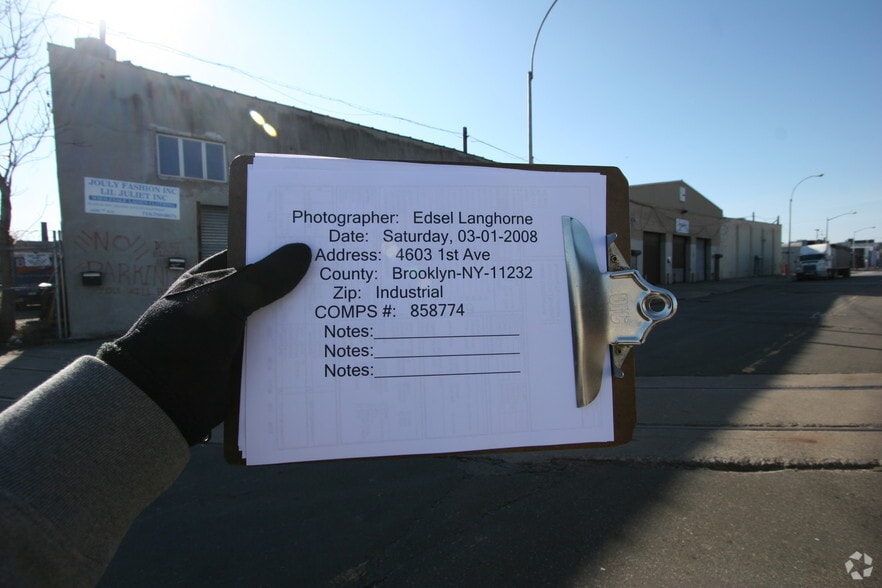 JOULY FASHION INC
LIL JULIET INC
NO
PARKING
Photographer: Edsel Langhorne
Date: Saturday, 03-01-2008
Address: 4603 1st Ave
County: Brooklyn-NY-11232
Zip: Industrial
COMPS #: 858774
Notes:
Notes:
Notes: